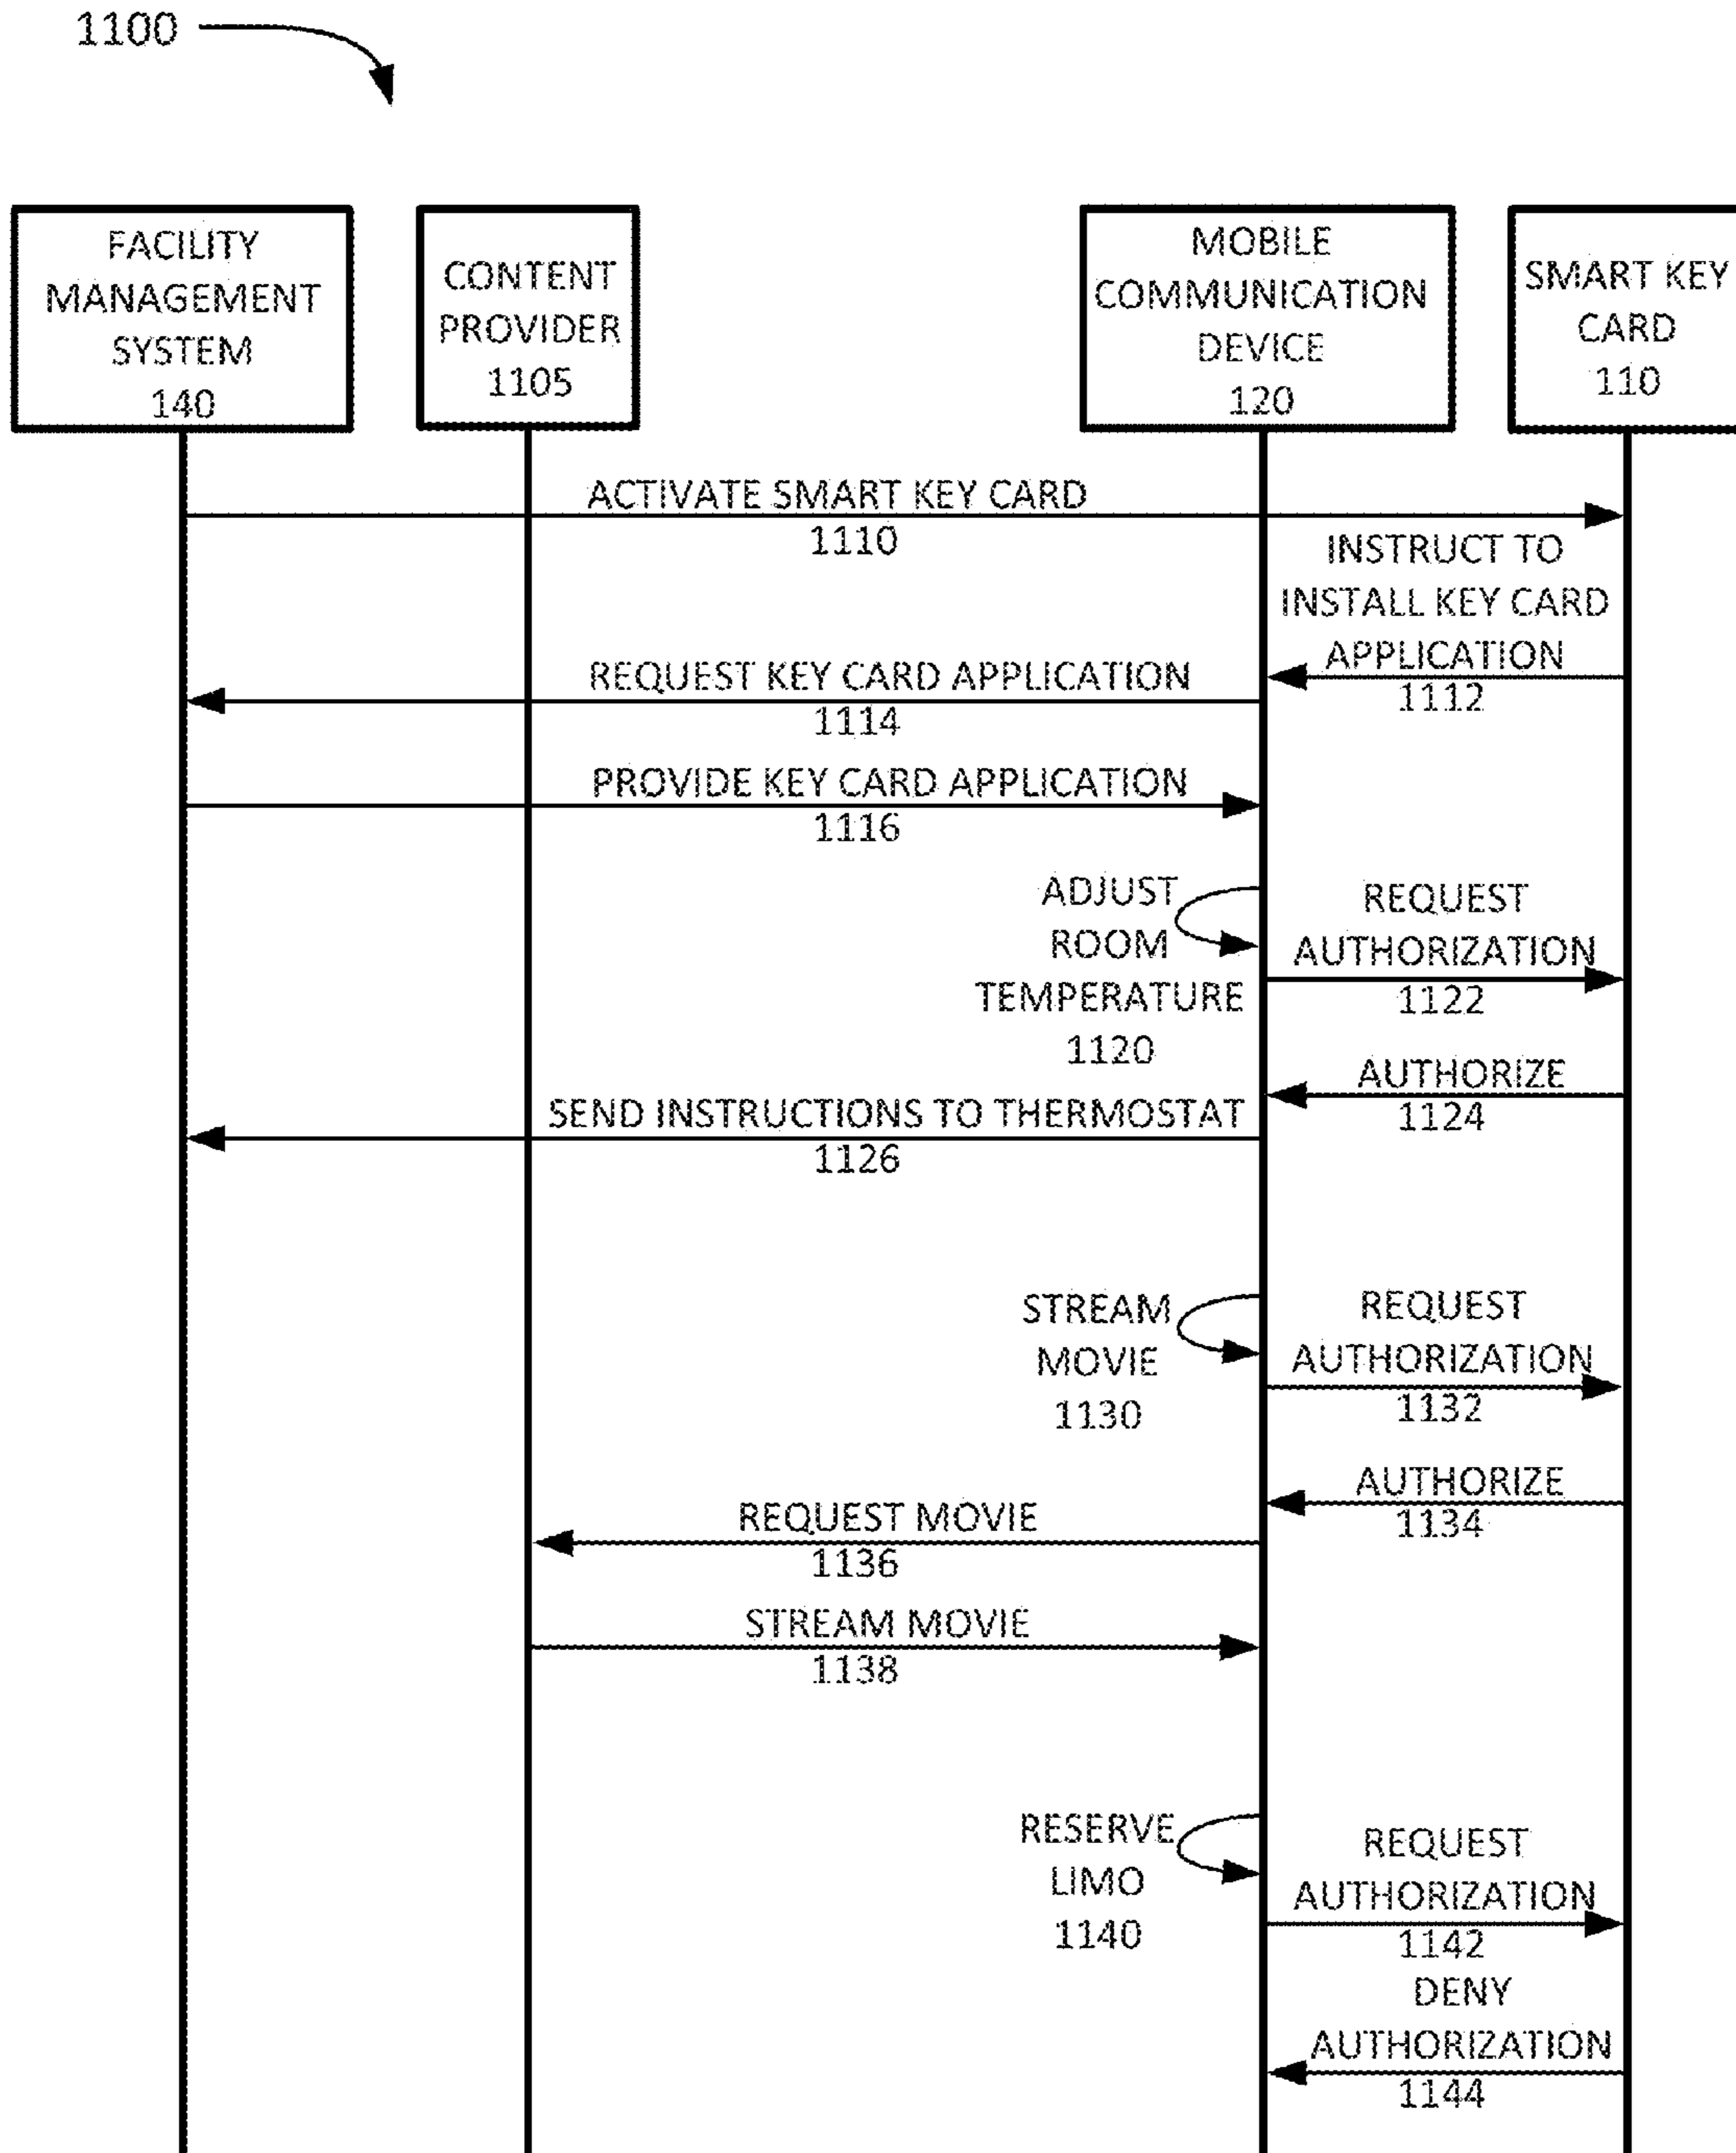 1100
FACILITY
MANAGEMENT
SYSTEM
140
CONTENT
PROVIDER
1105
MOBILE
COMMUNICATION
DEVICE
120
SMART KEY
CARD
110
ACTIVATE SMART KEY CARD
1110
INSTRUCT TO
INSTALL KEY CARD
APPLICATION
1112
REQUEST KEY CARD APPLICATION
1114
PROVIDE KEY CARD APPLICATION
1116
ADJUST
ROOM
TEMPERATURE
1120
REQUEST
AUTHORIZATION
1122
AUTHORIZE
1124
SEND INSTRUCTIONS TO THERMOSTAT
1126
STREAM
MOVIE
1130
REQUEST
AUTHORIZATION
1132
AUTHORIZE
1134
REQUEST MOVIE
1136
STREAM MOVIE
1138
RESERVE
LIMO
1140
REQUEST
AUTHORIZATION
1142
DENY
AUTHORIZATION
1144